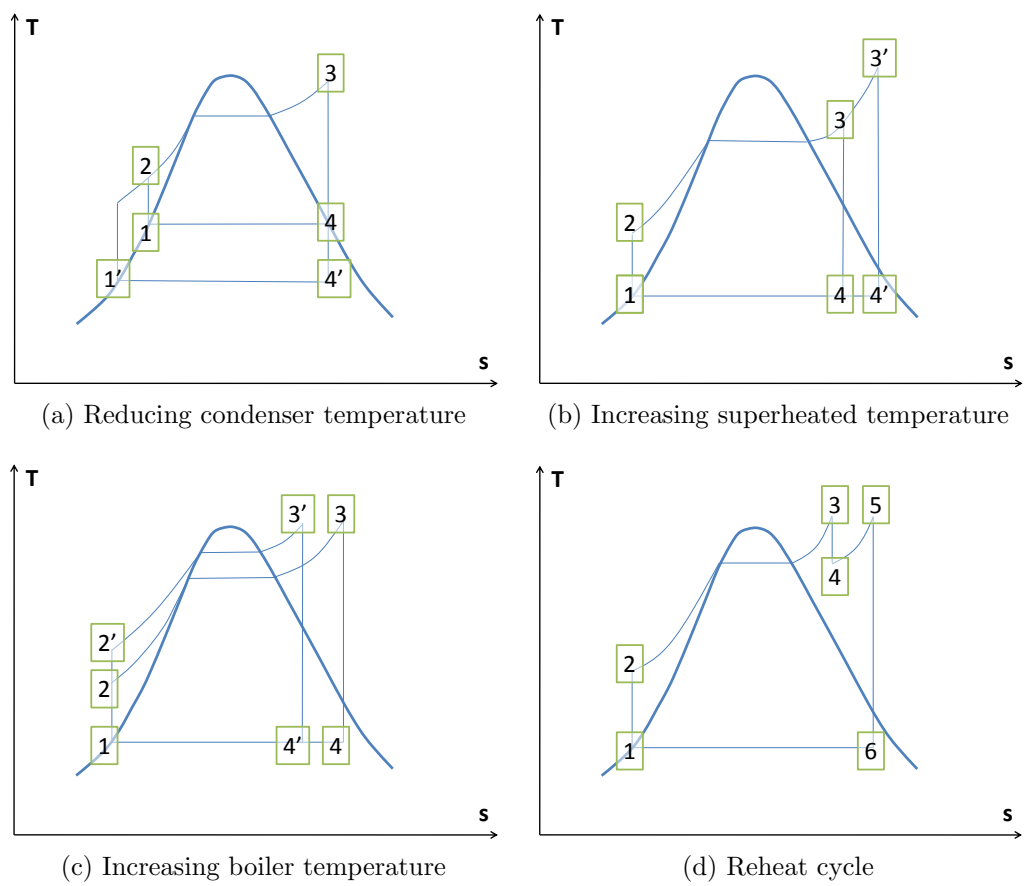 T
3
2
1
4
1'
4'
s
(a) Reducing condenser temperature
T
3'
3
2
1
4
4'
s
(b) Increasing superheated temperature
T
3'
3
2'
2
1
4'
4
s
(c) Increasing boiler temperature
T
3
5
4
2
1
6
s
(d) Reheat cycle